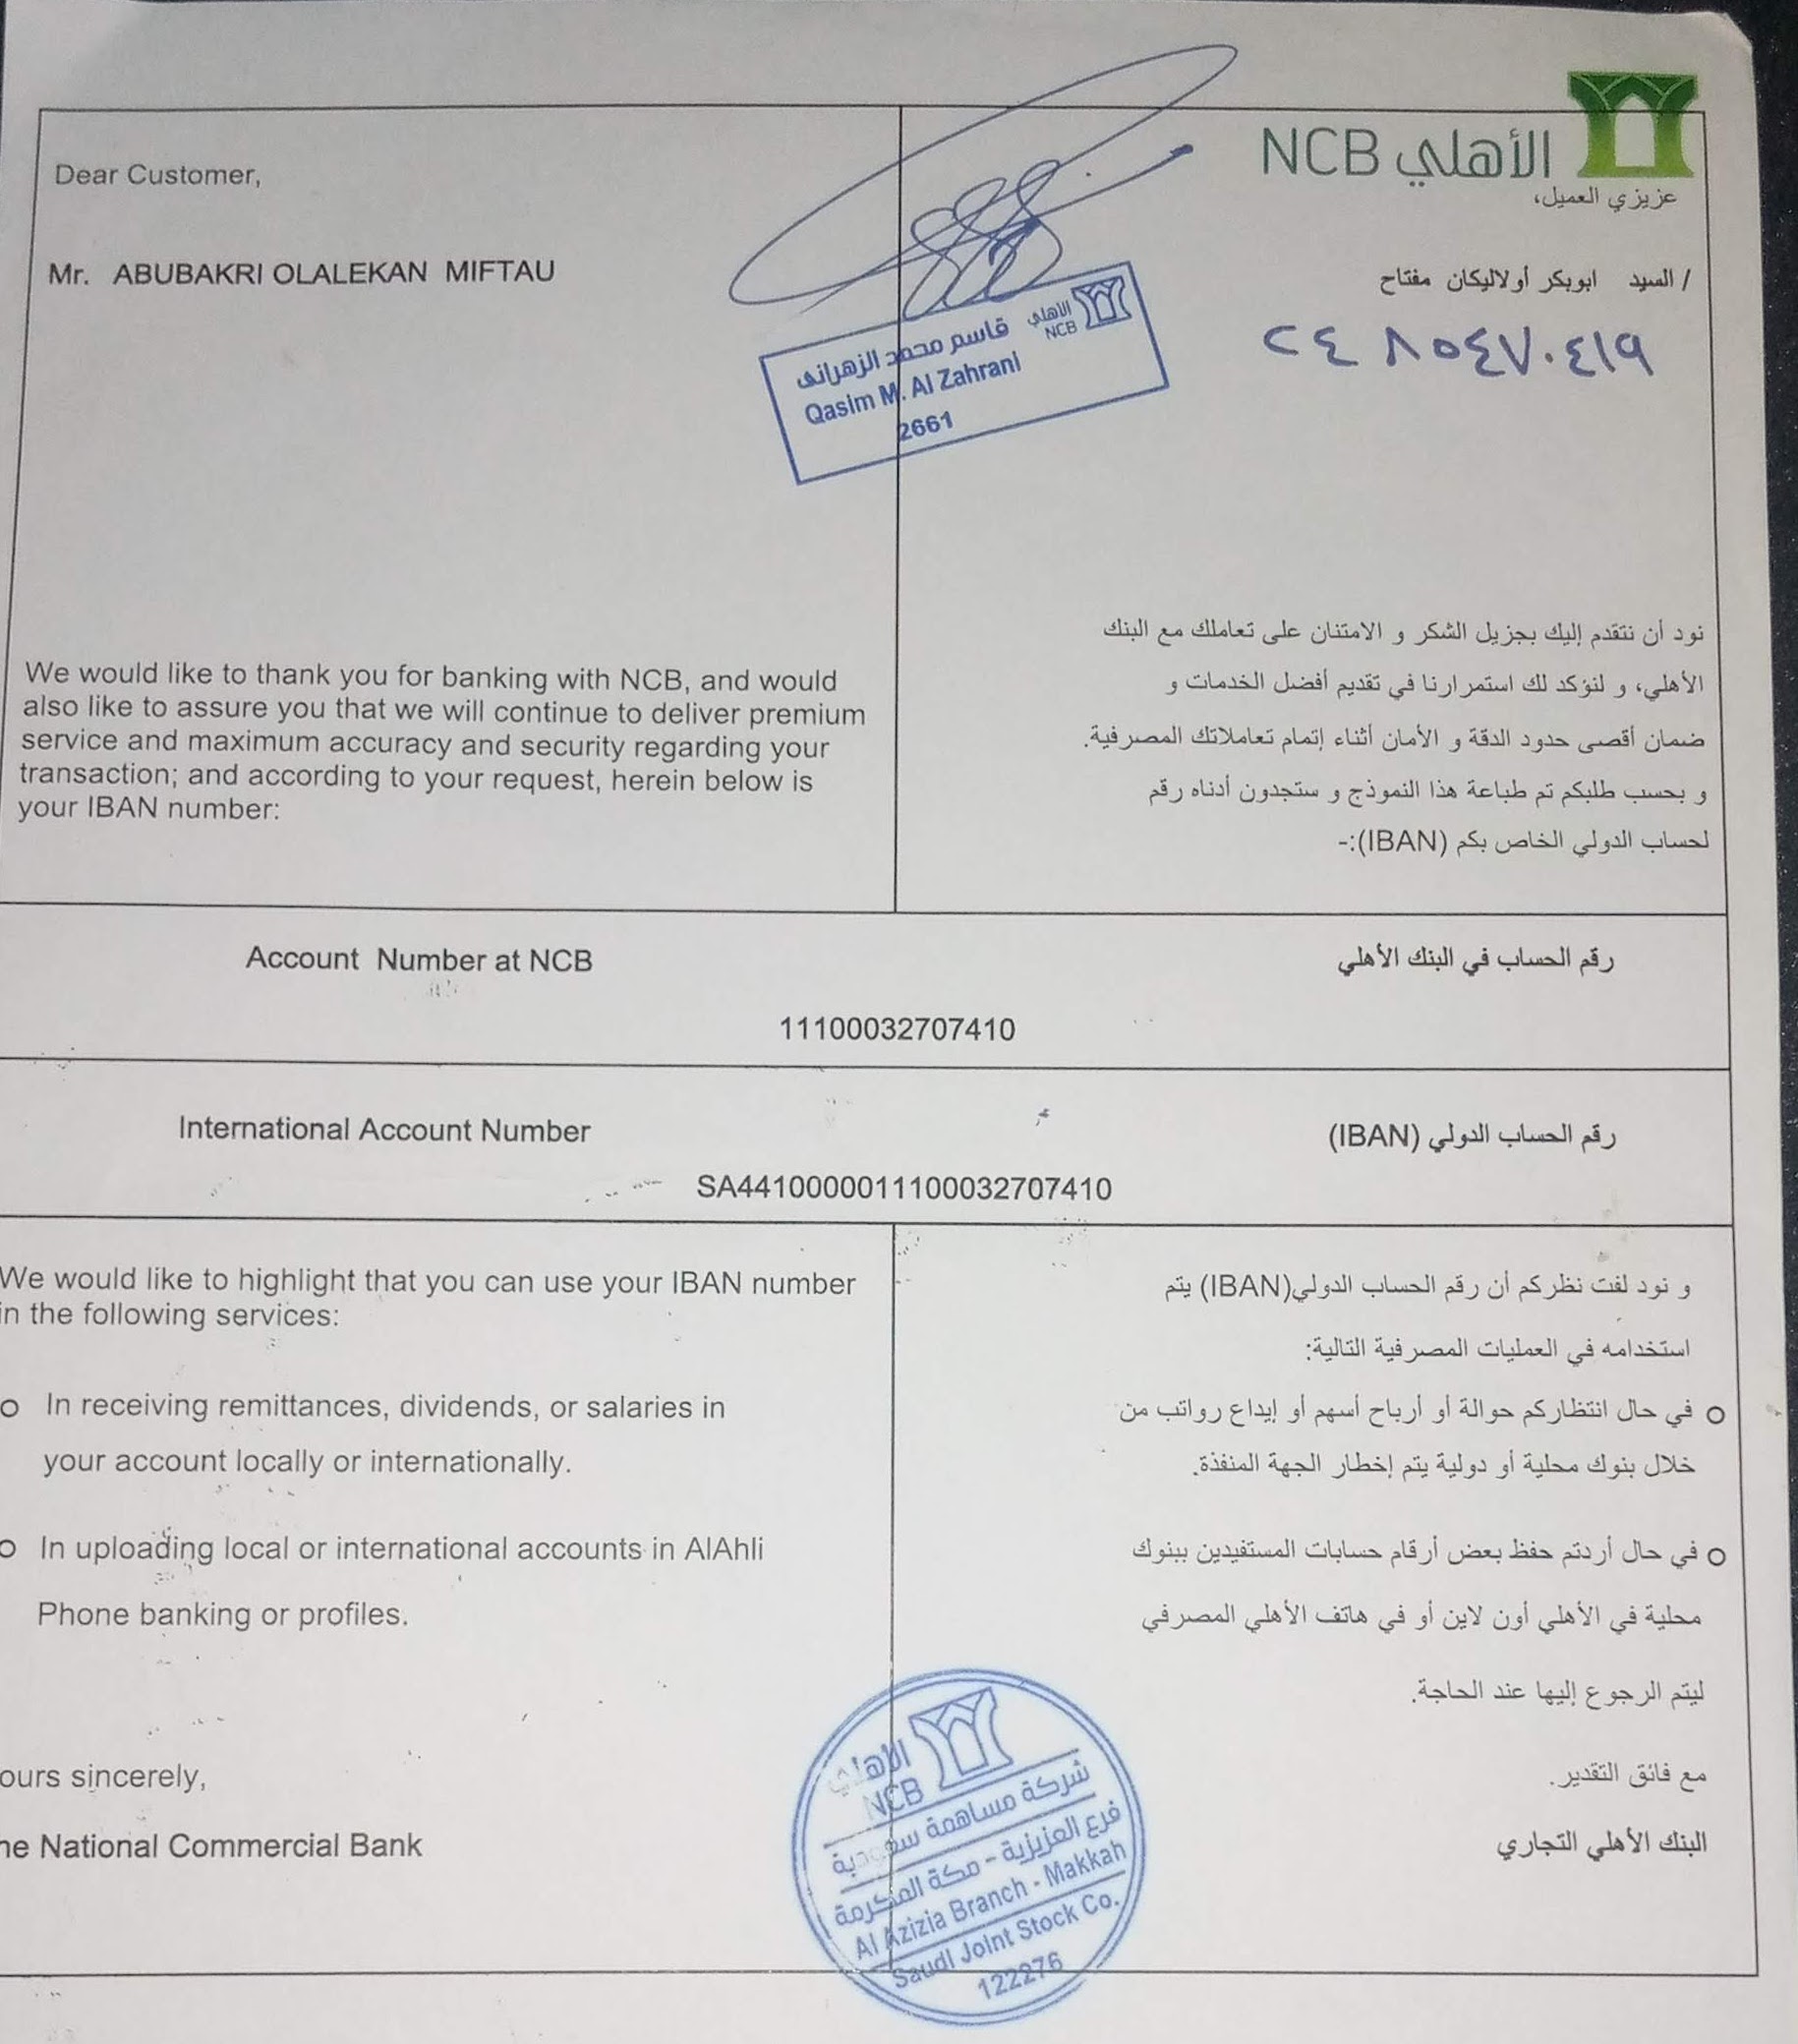 الأهلي NCB
Dear Customer,
عزيزي العميل،
Mr. ABUBAKRI OLALEKAN MIFTAU
/ السيد ابوبكر أولاليكان مفتاح
٢٤٨٥٤٧٠٤١٩
الأهلي
NCB
قاسم محمد الزهراني
Qasim M. Al Zahrani
2661
We would like to thank you for banking with NCB, and would
also like to assure you that we will continue to deliver premium
service and maximum accuracy and security regarding your
transaction; and according to your request, herein below is
your IBAN number:
نود أن نتقدم إليك بجزيل الشكر و الامتنان على تعاملك مع البنك
الأهلي، و لنؤكد لك استمرارنا في تقديم أفضل الخدمات و
ضمان أقصى حدود الدقة و الأمان أثناء إتمام تعاملاتك المصرفية.
و بحسب طلبكم تم طباعة هذا النموذج و ستجدون أدناه رقم
لحساب الدولي الخاص بكم (IBAN):-
Account Number at NCB
رقم الحساب في البنك الأهلي
11100032707410
International Account Number
رقم الحساب الدولي (IBAN)
SA4410000011100032707410
We would like to highlight that you can use your IBAN number
in the following services:
o In receiving remittances, dividends, or salaries in
your account locally or internationally.
o In uploading local or international accounts in AlAhli
Phone banking or profiles.
ours sincerely,
he National Commercial Bank
و نود لفت نظركم أن رقم الحساب الدولي(IBAN) يتم
استخدامه في العمليات المصرفية التالية:
o في حال انتظاركم حوالة أو أرباح أسهم أو إيداع رواتب من
خلال بنوك محلية أو دولية يتم إخطار الجهة المنفذة.
o في حال أردتم حفظ بعض أرقام حسابات المستفيدين ببنوك
محلية في الأهلي أون لاين أو في هاتف الأهلي المصرفي
ليتم الرجوع إليها عند الحاجة.
مع فائق التقدير.
البنك الأهلي التجاري
الأهلي
NCB
شركة مساهمة سعودية
فرع العزيزية - مكة المكرمة
Al Azizia Branch - Makkah
Saudi Joint Stock Co.
122276